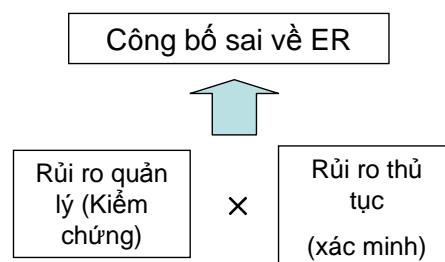 Công bố sai về ER
Rủi ro quản
lý (Kiểm
chứng)
×
Rủi ro thủ
tục
(xác minh)